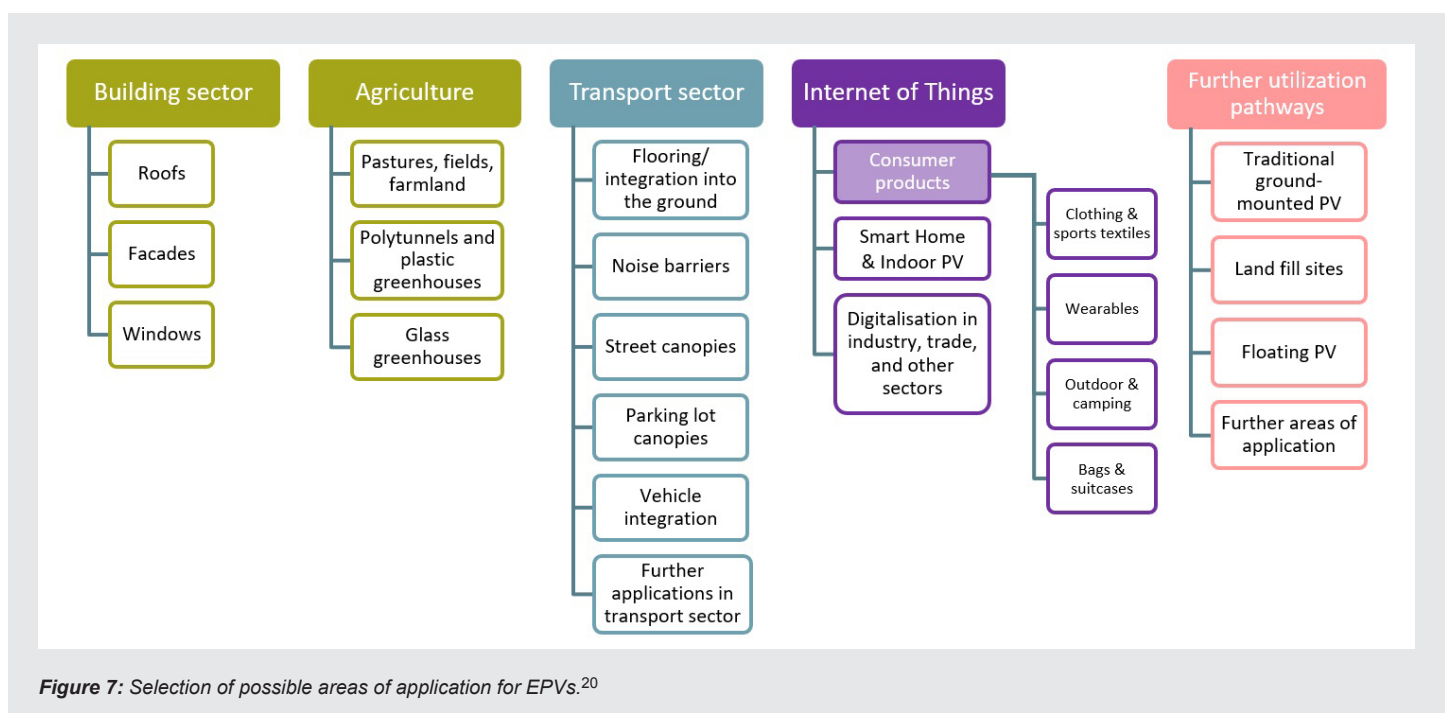 Building sector
Roofs
Facades
Windows
Agriculture
Pastures, fields,
farmland
Polytunnels and
plastic
greenhouses
Glass
greenhouses
Transport sector
Flooring/
integration into
the ground
Noise barriers
Street canopies
Parking lot
canopies
Vehicle
integration
Further
applications in
transport sector
Internet of Things
Consumer
products
Smart Home
& Indoor PV
Digitalisation in
industry, trade,
and other
sectors
Clothing &
sports textiles
Wearables
Outdoor &
camping
Bags &
suitcases
Further utilization
pathways
Traditional
ground-
mounted PV
Land fill sites
Floating PV
Further areas of
application
Figure 7: Selection of possible areas of application for EPVs.20